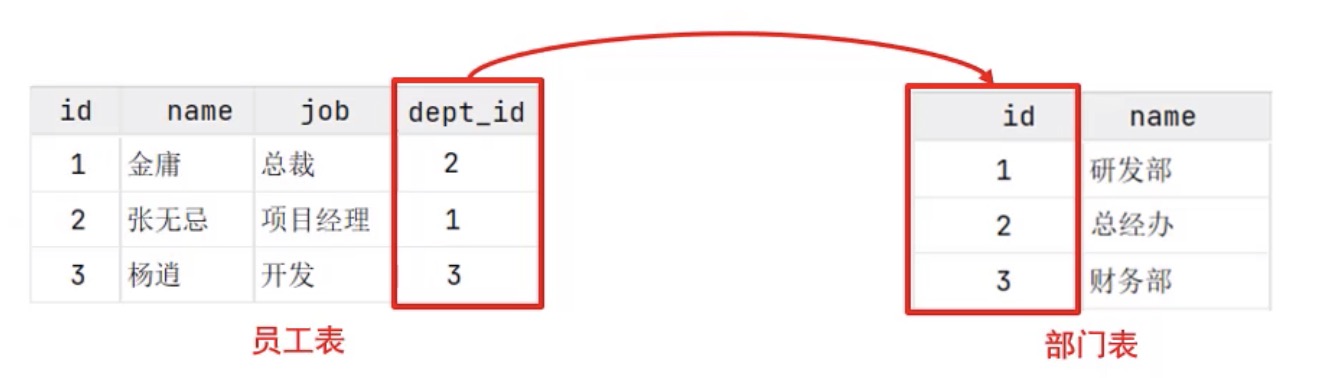 id name job dept_id
1 金庸 总裁 2
2 张无忌 项目经理 1
3 杨逍 开发 3
员工表
id name
1 研发部
2 总经办
3 财务部
部门表